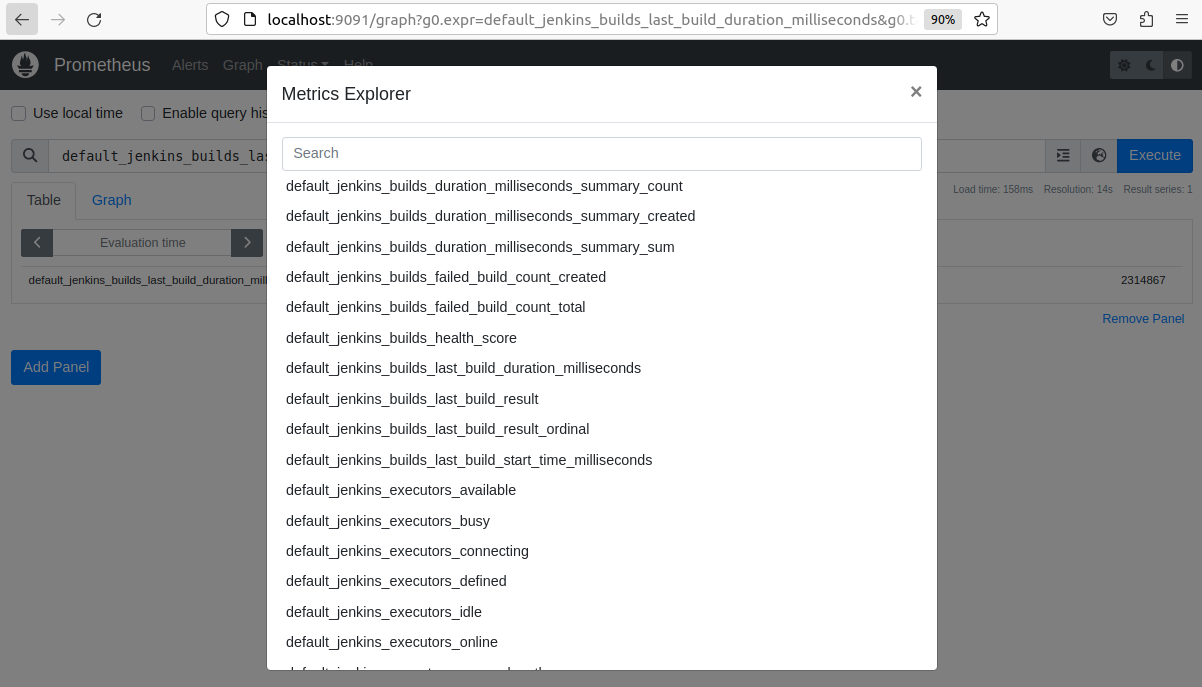 localhost:9091/graph?g0.expr=default_jenkins_builds_last_build_duration_milliseconds&g0.t
90%
Prometheus Alerts Graph Status Help
Metrics Explorer ×
Use local time Enable query his
Search
default_jenkins_builds_las
Execute
default_jenkins_builds_duration_milliseconds_summary_count
Load time: 158ms Resolution: 14s Result series: 1
Table Graph
default_jenkins_builds_duration_milliseconds_summary_created
Evaluation time
default_jenkins_builds_duration_milliseconds_summary_sum
default_jenkins_builds_last_build_duration_mill
2314867
default_jenkins_builds_failed_build_count_created
default_jenkins_builds_failed_build_count_total
Remove Panel
default_jenkins_builds_health_score
Add Panel
default_jenkins_builds_last_build_duration_milliseconds
default_jenkins_builds_last_build_result
default_jenkins_builds_last_build_result_ordinal
default_jenkins_builds_last_build_start_time_milliseconds
default_jenkins_executors_available
default_jenkins_executors_busy
default_jenkins_executors_connecting
default_jenkins_executors_defined
default_jenkins_executors_idle
default_jenkins_executors_online